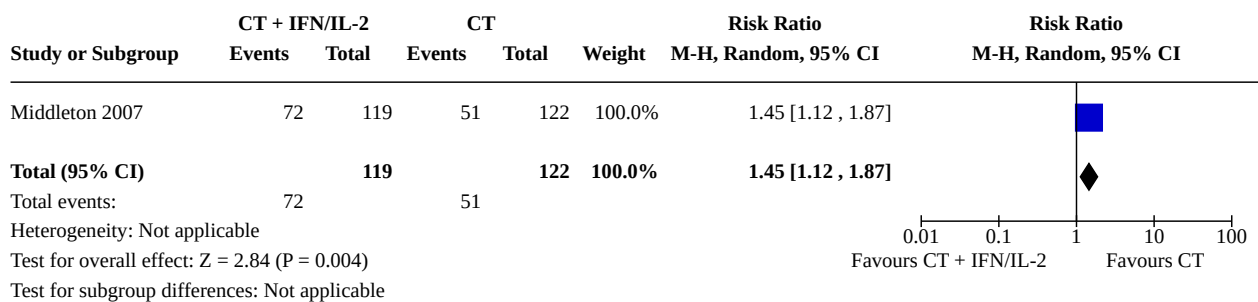 CT + IFN/IL-2 CT Risk Ratio Risk Ratio
Study or Subgroup Events Total Events Total Weight M-H, Random, 95% CI M-H, Random, 95% CI
Middleton 2007 72 119 51 122 100.0% 1.45 [1.12 , 1.87]
Total (95% CI) 119 122 100.0% 1.45 [1.12 , 1.87]
Total events: 72 51
Heterogeneity: Not applicable
0.01 0.1 1 10 100
Test for overall effect: Z = 2.84 (P = 0.004)
Favours CT + IFN/IL-2 Favours CT
Test for subgroup differences: Not applicable